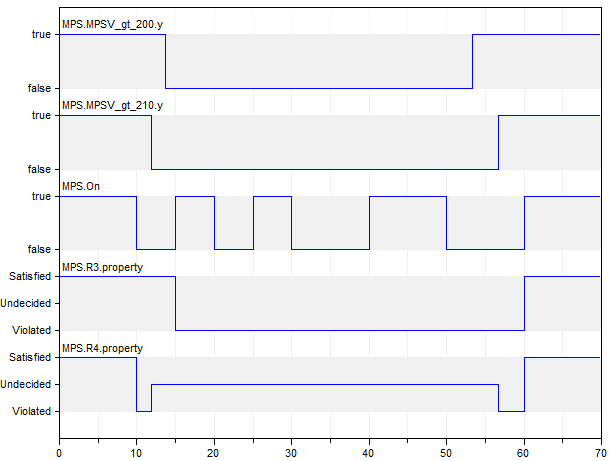 MPS.MPSV_gt_200.y
true
false
MPS.MPSV_gt_210.y
true
false
MPS.On
true
false
MPS.R3.property
Satisfied
Undecided
Violated
MPS.R4.property
Satisfied
Undecided
Violated
0 10 20 30 40 50 60 70